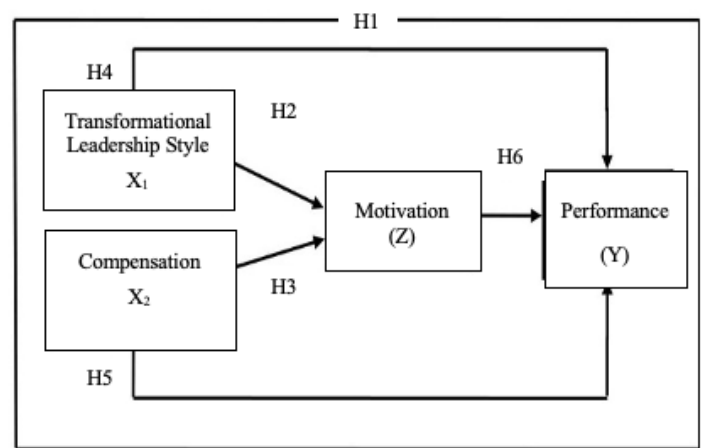 H1
H4
H2
Transformational
Leadership Style
X₁
H6
Motivation
(Z)
Performance
(Y)
Compensation
X₂
H3
H5